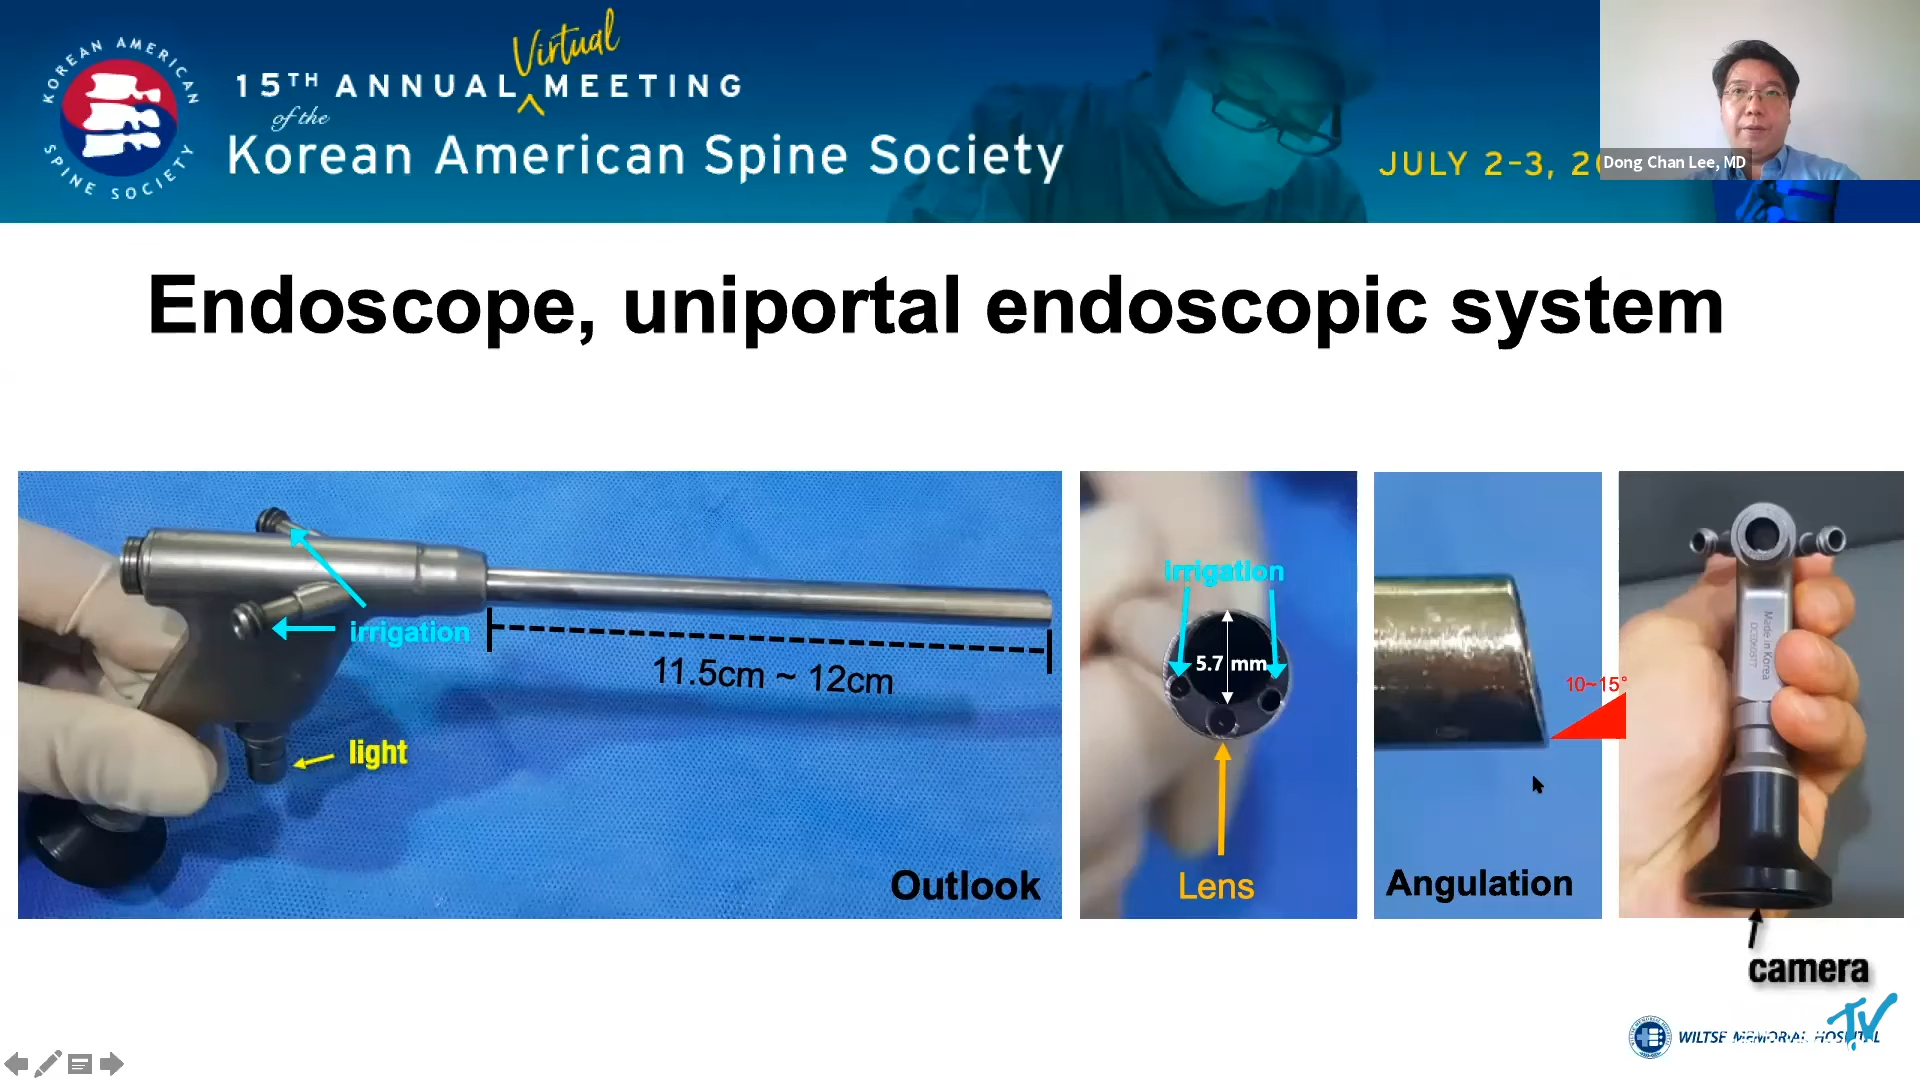 KOREAN AMERICAN
SPINE SOCIETY
Virtual
15TH ANNUAL MEETING
of the
Korean American Spine Society
JULY 2-3, 2
Dong Chan Lee, MD
Endoscope, uniportal endoscopic system
irrigation
11.5cm ~ 12cm
light
Outlook
irrigation
5.7 mm
Lens
10~15°
Angulation
Made in Korea
camera
WILTSE MEMORIAL HOSPITAL
TV